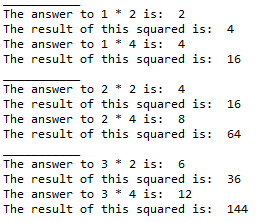 ___________
The answer to 1 * 2 is:  2
The result of this squared is:  4
The answer to 1 * 4 is:  4
The result of this squared is:  16
___________
The answer to 2 * 2 is:  4
The result of this squared is:  16
The answer to 2 * 4 is:  8
The result of this squared is:  64
___________
The answer to 3 * 2 is:  6
The result of this squared is:  36
The answer to 3 * 4 is:  12
The result of this squared is:  144